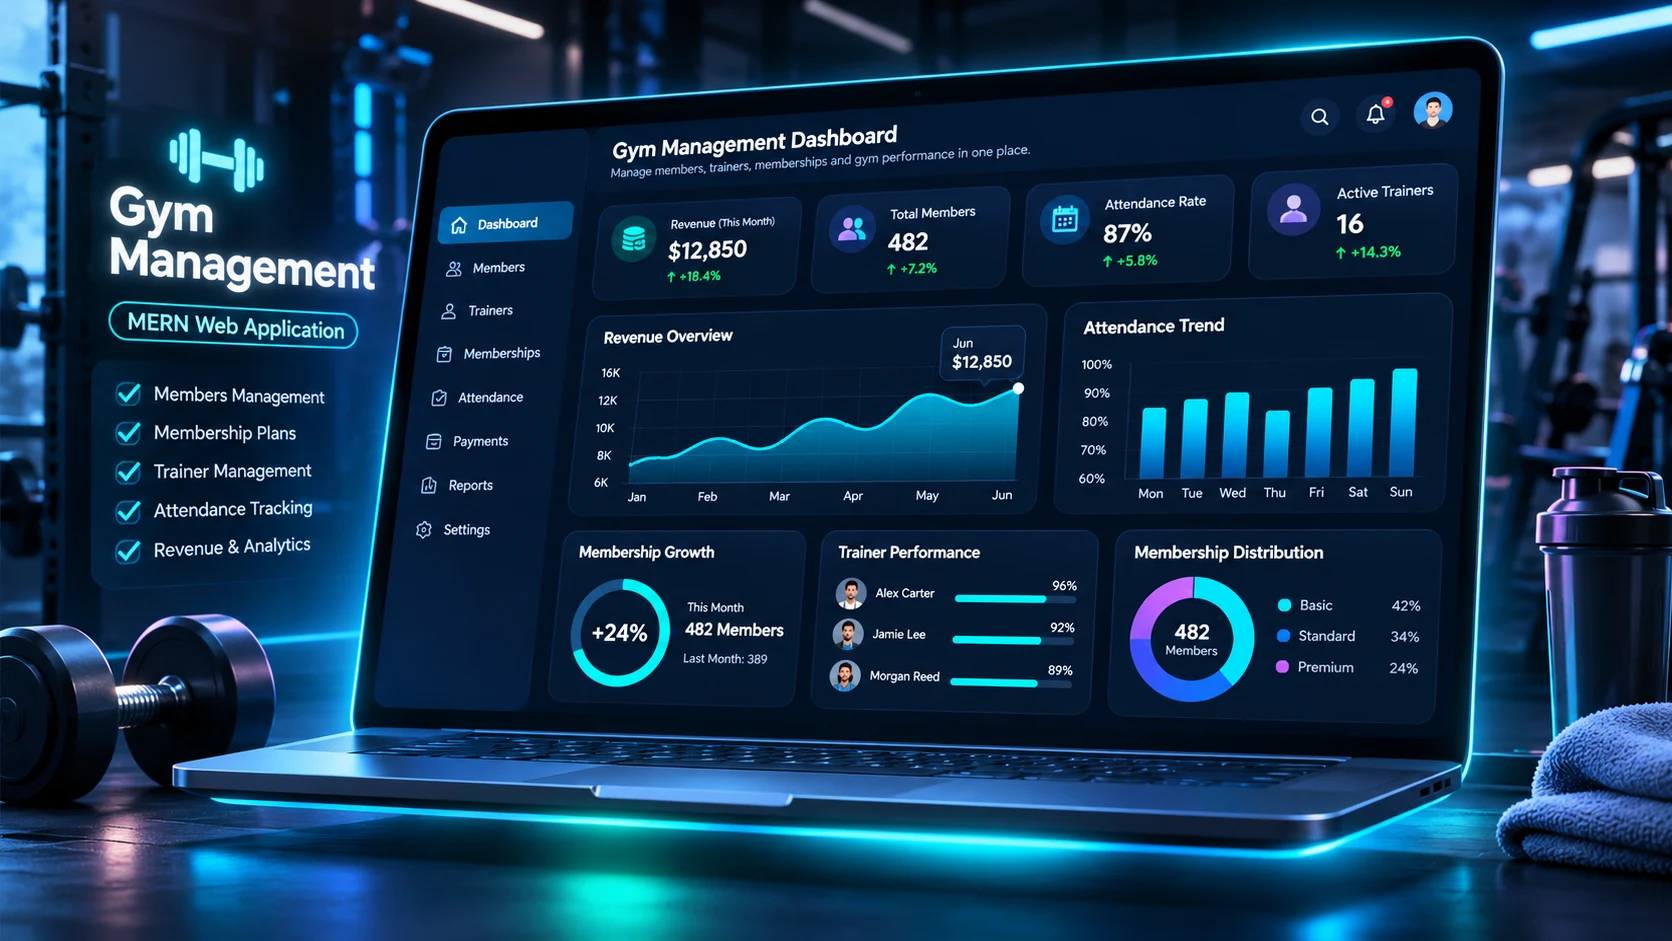 Gym
Management
MERN Web Application
Members Management
Membership Plans
Trainer Management
Attendance Tracking
Revenue & Analytics
Gym Management Dashboard
Manage members, trainers, memberships and gym performance in one place.
Dashboard
Members
Trainers
Memberships
Attendance
Payments
Reports
Settings
Revenue (This Month)
$12,850
↑ +18.4%
Total Members
482
↑ +7.2%
Attendance Rate
87%
↑ +5.8%
Active Trainers
16
↑ +14.3%
Revenue Overview
Jun
$12,850
16K
12K
10K
8K
6K
Jan Feb Mar Apr May Jun
Attendance Trend
100%
90%
80%
70%
60%
Mon Tue Wed Thu Fri Sat Sun
Membership Growth
+24%
This Month
482 Members
Last Month: 389
Trainer Performance
Alex Carter 96%
Jamie Lee 92%
Morgan Reed 89%
Membership Distribution
482
Members
Basic 42%
Standard 34%
Premium 24%